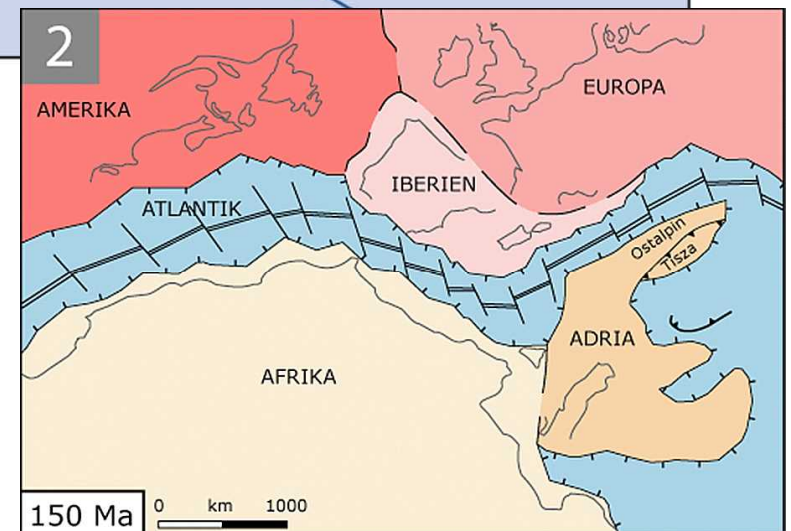 2
AMERIKA
EUROPA
IBERIEN
ATLANTIK
Ostalpin
Tisza
ADRIA
AFRIKA
150 Ma
0 km 1000